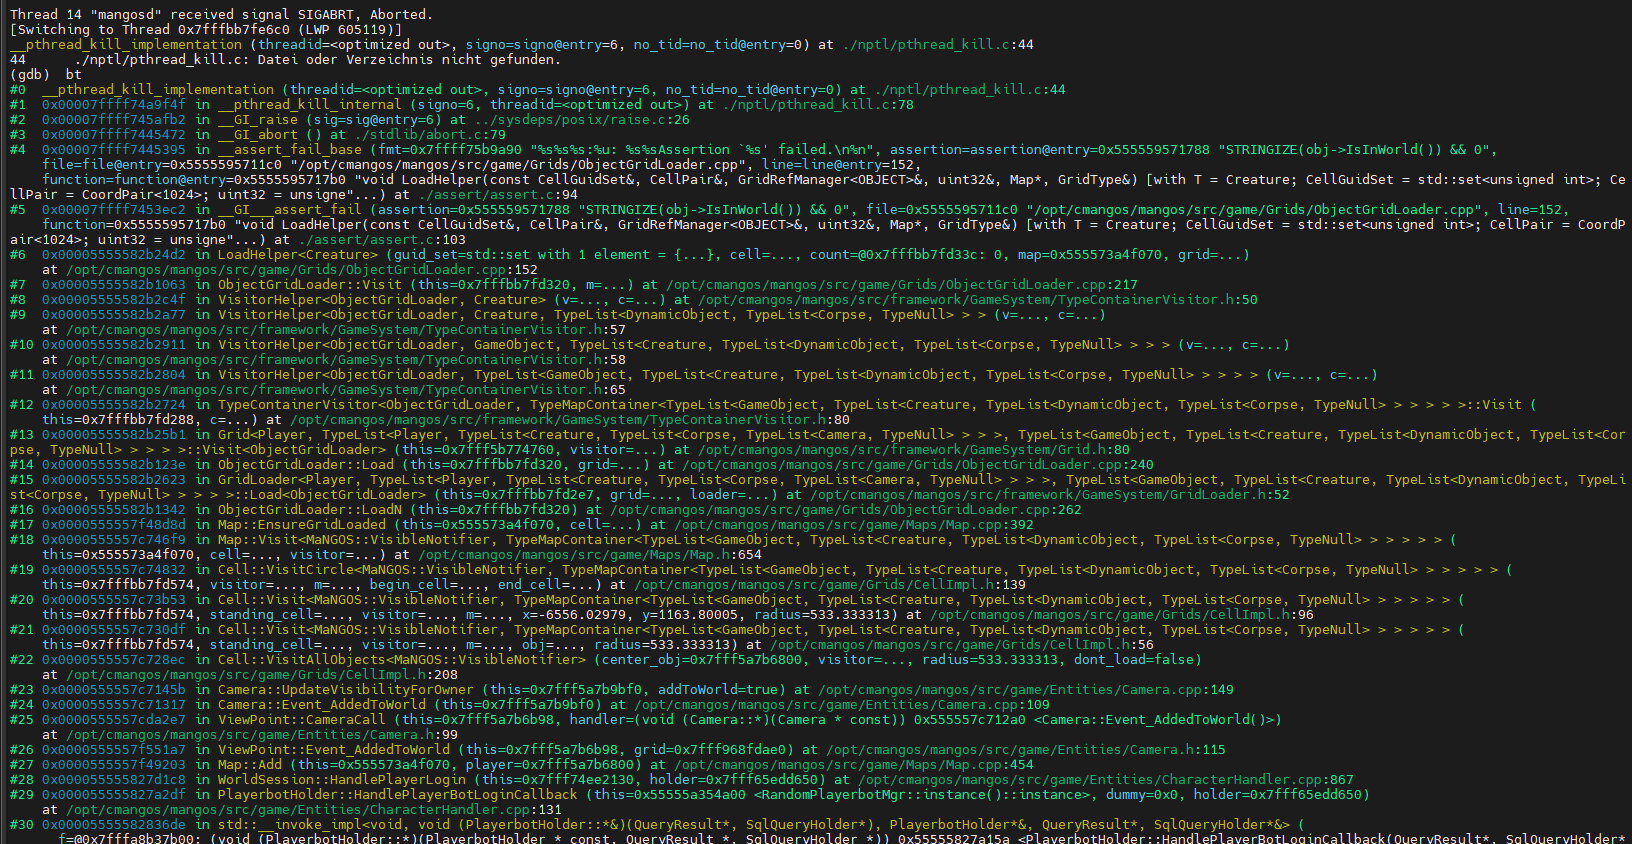 Thread 14 "mangosd" received signal SIGABRT, Aborted.
[Switching to Thread 0x7fffbb7fe6c0 (LWP 605119)]
__pthread_kill_implementation (threadid=<optimized out>, signo=signo@entry=6, no_tid=no_tid@entry=0) at ./nptl/pthread_kill.c:44
44      ./nptl/pthread_kill.c: Datei oder Verzeichnis nicht gefunden.
(gdb)  bt
#0  __pthread_kill_implementation (threadid=<optimized out>, signo=signo@entry=6, no_tid=no_tid@entry=0) at ./nptl/pthread_kill.c:44
#1  0x00007ffff74a9f4f in __pthread_kill_internal (signo=6, threadid=<optimized out>) at ./nptl/pthread_kill.c:78
#2  0x00007ffff745afb2 in __GI_raise (sig=sig@entry=6) at ../sysdeps/posix/raise.c:26
#3  0x00007ffff7445472 in __GI_abort () at ./stdlib/abort.c:79
#4  0x00007ffff7445395 in __assert_fail_base (fmt=0x7ffff75b9a90 "%s%s%s:%u: %s%sAssertion `%s' failed.\n%n", assertion=assertion@entry=0x555559571788 "STRINGIZE(obj->IsInWorld()) && 0",
    file=file@entry=0x5555595711c0 "/opt/cmangos/mangos/src/game/Grids/ObjectGridLoader.cpp", line=line@entry=152,
    function=function@entry=0x5555595717b0 "void LoadHelper(const CellGuidSet&, CellPair&, GridRefManager<OBJECT>&, uint32&, Map*, GridType&) [with T = Creature; CellGuidSet = std::set<unsigned int>; Ce
llPair = CoordPair<1024>; uint32 = unsigne"...) at ./assert/assert.c:94
#5  0x00007ffff7453ec2 in __GI___assert_fail (assertion=0x555559571788 "STRINGIZE(obj->IsInWorld()) && 0", file=0x5555595711c0 "/opt/cmangos/mangos/src/game/Grids/ObjectGridLoader.cpp", line=152,
    function=0x5555595717b0 "void LoadHelper(const CellGuidSet&, CellPair&, GridRefManager<OBJECT>&, uint32&, Map*, GridType&) [with T = Creature; CellGuidSet = std::set<unsigned int>; CellPair = CoordP
air<1024>; uint32 = unsigne"...) at ./assert/assert.c:103
#6  0x00005555582b24d2 in LoadHelper<Creature> (guid_set=std::set with 1 element = {...}, cell=..., count=@0x7fffbb7fd33c: 0, map=0x555573a4f070, grid=...)
    at /opt/cmangos/mangos/src/game/Grids/ObjectGridLoader.cpp:152
#7  0x00005555582b1063 in ObjectGridLoader::Visit (this=0x7fffbb7fd320, m=...) at /opt/cmangos/mangos/src/game/Grids/ObjectGridLoader.cpp:217
#8  0x00005555582b2c4f in VisitorHelper<ObjectGridLoader, Creature> (v=..., c=...) at /opt/cmangos/mangos/src/framework/GameSystem/TypeContainerVisitor.h:50
#9  0x00005555582b2a77 in VisitorHelper<ObjectGridLoader, Creature, TypeList<DynamicObject, TypeList<Corpse, TypeNull> > > (v=..., c=...)
    at /opt/cmangos/mangos/src/framework/GameSystem/TypeContainerVisitor.h:57
#10 0x00005555582b2911 in VisitorHelper<ObjectGridLoader, GameObject, TypeList<Creature, TypeList<DynamicObject, TypeList<Corpse, TypeNull> > > > (v=..., c=...)
    at /opt/cmangos/mangos/src/framework/GameSystem/TypeContainerVisitor.h:58
#11 0x00005555582b2804 in VisitorHelper<ObjectGridLoader, TypeList<GameObject, TypeList<Creature, TypeList<DynamicObject, TypeList<Corpse, TypeNull> > > > > (v=..., c=...)
    at /opt/cmangos/mangos/src/framework/GameSystem/TypeContainerVisitor.h:65
#12 0x00005555582b2724 in TypeContainerVisitor<ObjectGridLoader, TypeMapContainer<TypeList<GameObject, TypeList<Creature, TypeList<DynamicObject, TypeList<Corpse, TypeNull> > > > > >::Visit (
    this=0x7fffbb7fd288, c=...) at /opt/cmangos/mangos/src/framework/GameSystem/TypeContainerVisitor.h:80
#13 0x00005555582b25b1 in Grid<Player, TypeList<Player, TypeList<Creature, TypeList<Corpse, TypeList<Camera, TypeNull> > > >, TypeList<GameObject, TypeList<Creature, TypeList<DynamicObject, TypeList<Cor
pse, TypeNull> > > > >::Visit<ObjectGridLoader> (this=0x7fff5b774760, visitor=...) at /opt/cmangos/mangos/src/framework/GameSystem/Grid.h:80
#14 0x00005555582b123e in ObjectGridLoader::Load (this=0x7fffbb7fd320, grid=...) at /opt/cmangos/mangos/src/game/Grids/ObjectGridLoader.cpp:240
#15 0x00005555582b2623 in GridLoader<Player, TypeList<Player, TypeList<Creature, TypeList<Corpse, TypeList<Camera, TypeNull> > > >, TypeList<GameObject, TypeList<Creature, TypeList<DynamicObject, TypeLi
st<Corpse, TypeNull> > > > >::Load<ObjectGridLoader> (this=0x7fffbb7fd2e7, grid=..., loader=...) at /opt/cmangos/mangos/src/framework/GameSystem/GridLoader.h:52
#16 0x00005555582b1342 in ObjectGridLoader::LoadN (this=0x7fffbb7fd320) at /opt/cmangos/mangos/src/game/Grids/ObjectGridLoader.cpp:262
#17 0x0000555557f48d8d in Map::EnsureGridLoaded (this=0x555573a4f070, cell=...) at /opt/cmangos/mangos/src/game/Maps/Map.cpp:392
#18 0x0000555557c746f9 in Map::Visit<MaNGOS::VisibleNotifier, TypeMapContainer<TypeList<GameObject, TypeList<Creature, TypeList<DynamicObject, TypeList<Corpse, TypeNull> > > > > > (
    this=0x555573a4f070, cell=..., visitor=...) at /opt/cmangos/mangos/src/game/Maps/Map.h:654
#19 0x0000555557c74832 in Cell::VisitCircle<MaNGOS::VisibleNotifier, TypeMapContainer<TypeList<GameObject, TypeList<Creature, TypeList<DynamicObject, TypeList<Corpse, TypeNull> > > > > > (
    this=0x7fffbb7fd574, visitor=..., m=..., begin_cell=..., end_cell=...) at /opt/cmangos/mangos/src/game/Grids/CellImpl.h:139
#20 0x0000555557c73b53 in Cell::Visit<MaNGOS::VisibleNotifier, TypeMapContainer<TypeList<GameObject, TypeList<Creature, TypeList<DynamicObject, TypeList<Corpse, TypeNull> > > > > > (
    this=0x7fffbb7fd574, standing_cell=..., visitor=..., m=..., x=-6556.02979, y=1163.80005, radius=533.333313) at /opt/cmangos/mangos/src/game/Grids/CellImpl.h:96
#21 0x0000555557c730df in Cell::Visit<MaNGOS::VisibleNotifier, TypeMapContainer<TypeList<GameObject, TypeList<Creature, TypeList<DynamicObject, TypeList<Corpse, TypeNull> > > > > > (
    this=0x7fffbb7fd574, standing_cell=..., visitor=..., m=..., obj=..., radius=533.333313) at /opt/cmangos/mangos/src/game/Grids/CellImpl.h:56
#22 0x0000555557c728ec in Cell::VisitAllObjects<MaNGOS::VisibleNotifier> (center_obj=0x7fff5a7b6800, visitor=..., radius=533.333313, dont_load=false)
    at /opt/cmangos/mangos/src/game/Grids/CellImpl.h:208
#23 0x0000555557c7145b in Camera::UpdateVisibilityForOwner (this=0x7fff5a7b9bf0, addToWorld=true) at /opt/cmangos/mangos/src/game/Entities/Camera.cpp:149
#24 0x0000555557c71317 in Camera::Event_AddedToWorld (this=0x7fff5a7b9bf0) at /opt/cmangos/mangos/src/game/Entities/Camera.cpp:109
#25 0x0000555557cda2e7 in ViewPoint::CameraCall (this=0x7fff5a7b6b98, handler=(void (Camera::*)(Camera * const)) 0x555557c712a0 <Camera::Event_AddedToWorld()>)
    at /opt/cmangos/mangos/src/game/Entities/Camera.h:99
#26 0x0000555557f551a7 in ViewPoint::Event_AddedToWorld (this=0x7fff5a7b6b98, grid=0x7fff968fdae0) at /opt/cmangos/mangos/src/game/Entities/Camera.h:115
#27 0x0000555557f49203 in Map::Add (this=0x555573a4f070, player=0x7fff5a7b6800) at /opt/cmangos/mangos/src/game/Maps/Map.cpp:454
#28 0x000055555827d1c8 in WorldSession::HandlePlayerLogin (this=0x7fff74ee2130, holder=0x7fff65edd650) at /opt/cmangos/mangos/src/game/Entities/CharacterHandler.cpp:867
#29 0x000055555827a2df in PlayerbotHolder::HandlePlayerBotLoginCallback (this=0x55555a354a00 <RandomPlayerbotMgr::instance()::instance>, dummy=0x0, holder=0x7fff65edd650)
    at /opt/cmangos/mangos/src/game/Entities/CharacterHandler.cpp:131
#30 0x00005555582836de in std::__invoke_impl<void, void (PlayerbotHolder::*&)(QueryResult*, SqlQueryHolder*), PlayerbotHolder*&, QueryResult*, SqlQueryHolder*&> (
    f=@0x7fffa8b37b00: (void (PlayerbotHolder::*)(PlayerbotHolder * const, QueryResult *, SqlQueryHolder *)) 0x55555827a15a <PlayerbotHolder::HandlePlayerBotLoginCallback(QueryResult*, SqlQueryHolder*